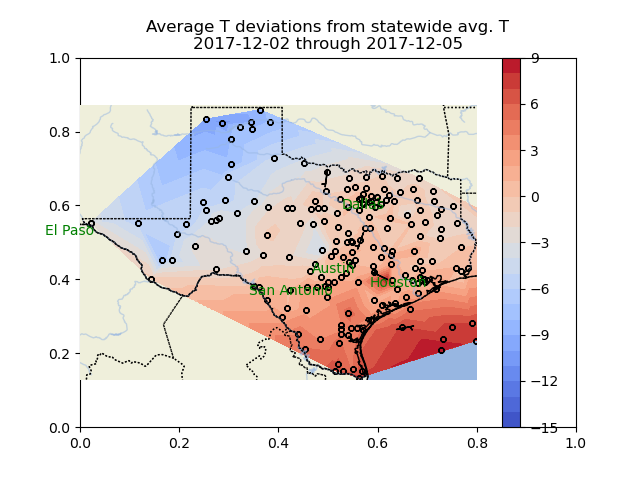 Average T deviations from statewide avg. T
2017-12-02 through 2017-12-05
1.0
0.8
0.6
0.4
0.2
0.0
0.0 0.2 0.4 0.6 0.8 1.0
El Paso
Dallas
Austin
San Antonio
Houston
9
6
3
0
−3
−6
−9
−12
−15